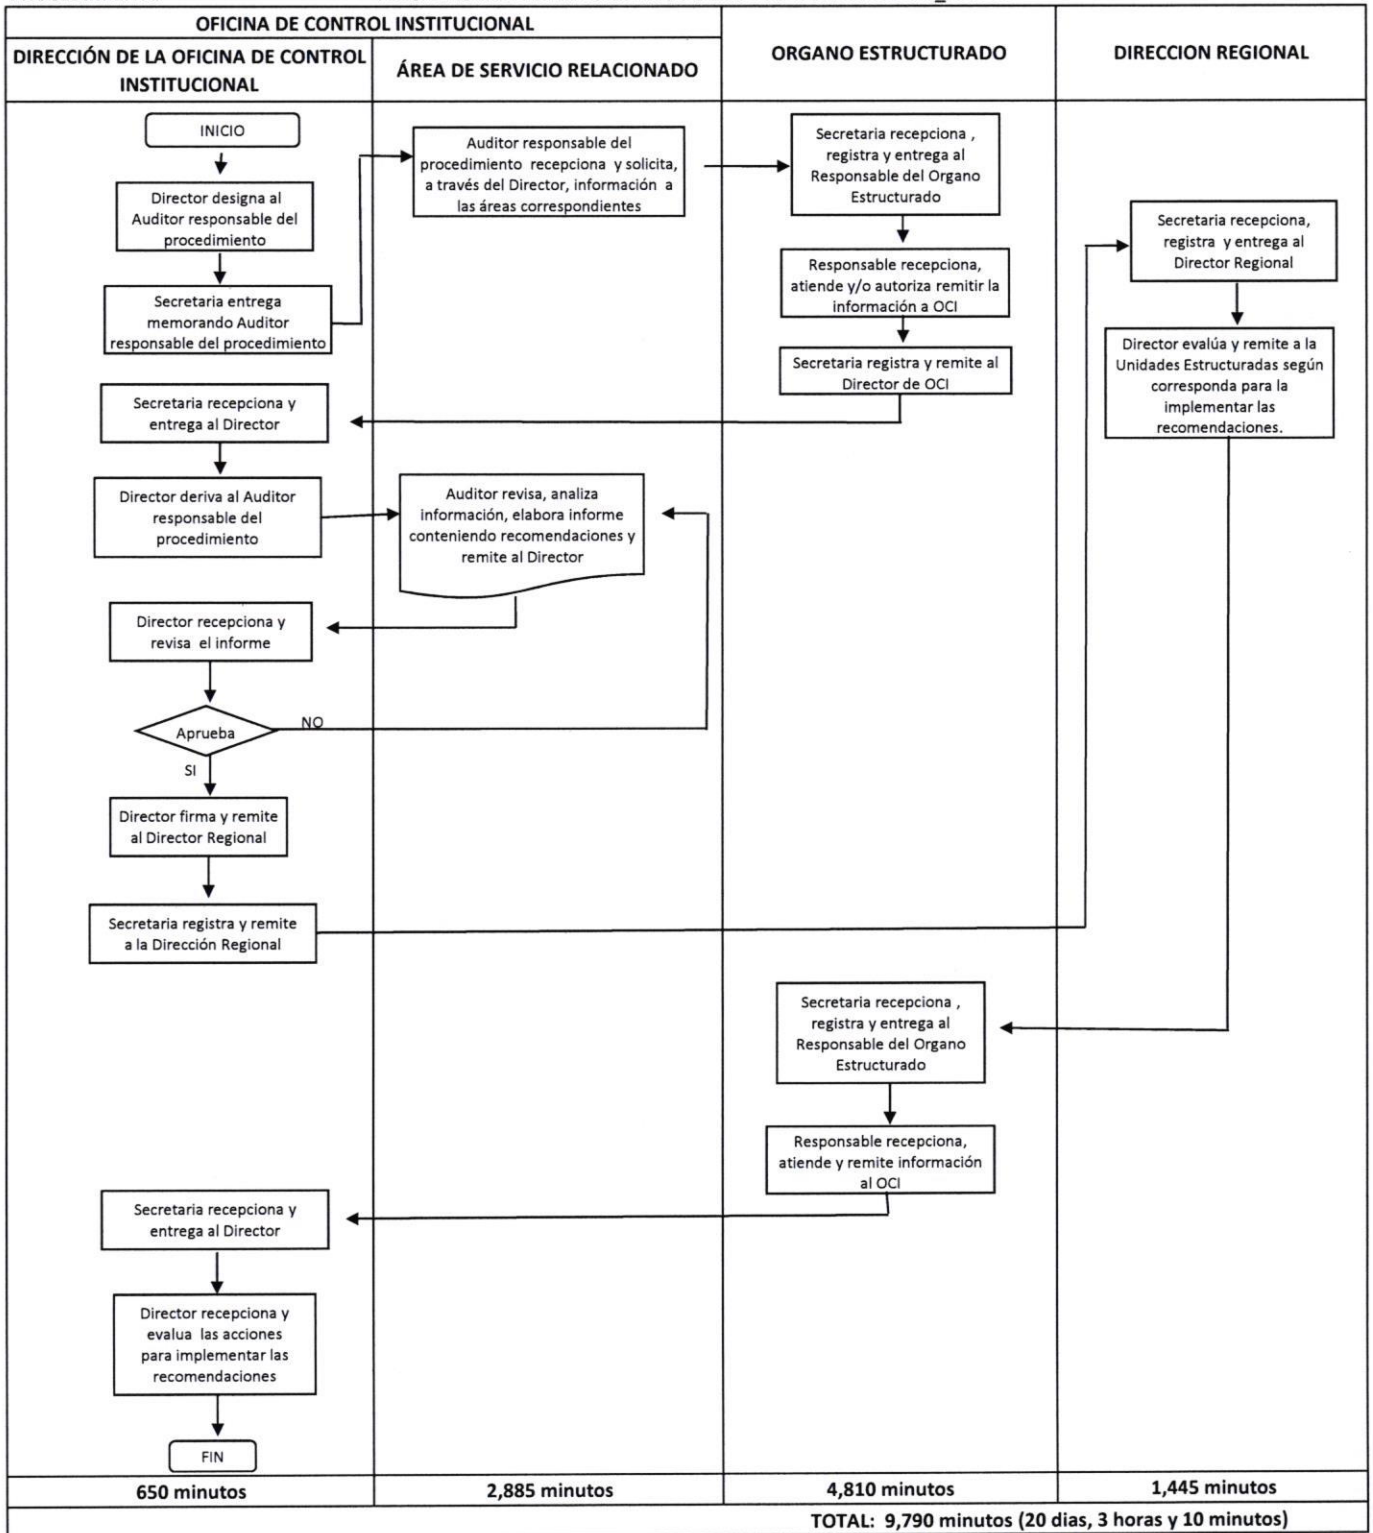 OFICINA DE CONTROL INSTITUCIONAL
DIRECCIÓN DE LA OFICINA DE CONTROL
INSTITUCIONAL
ÁREA DE SERVICIO RELACIONADO
ORGANO ESTRUCTURADO
DIRECCION REGIONAL
INICIO
Director designa al
Auditor responsable del
procedimiento
Secretaria entrega
memorando Auditor
responsable del procedimiento
Auditor responsable del
procedimiento recepciona y solicita,
a través del Director, información a
las áreas correspondientes
Secretaria recepciona ,
registra y entrega al
Responsable del Organo
Estructurado
Responsable recepciona,
atiende y/o autoriza remitir la
información a OCI
Secretaria registra y remite al
Director de OCI
Secretaria recepciona,
registra y entrega al
Director Regional
Director evalúa y remite a la
Unidades Estructuradas según
corresponda para la
implementar las
recomendaciones.
Secretaria recepciona y
entrega al Director
Director deriva al Auditor
responsable del
procedimiento
Auditor revisa, analiza
información, elabora informe
conteniendo recomendaciones y
remite al Director
Director recepciona y
revisa el informe
Aprueba
NO
SI
Director firma y remite
al Director Regional
Secretaria registra y remite
a la Dirección Regional
Secretaria recepciona ,
registra y entrega al
Responsable del Organo
Estructurado
Responsable recepciona,
atiende y remite información
al OCI
Secretaria recepciona y
entrega al Director
Director recepciona y
evalua las acciones
para implementar las
recomendaciones
FIN
650 minutos
2,885 minutos
4,810 minutos
1,445 minutos
TOTAL: 9,790 minutos (20 dias, 3 horas y 10 minutos)